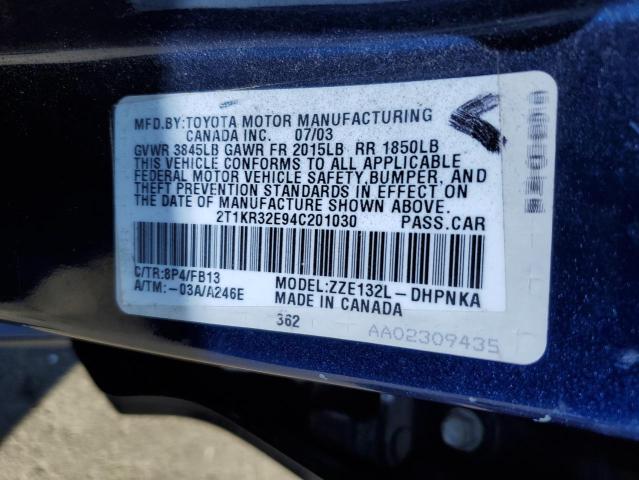 MFD.BY:TOYOTA MOTOR MANUFACTURING
CANADA INC. 07/03
GVWR 3845LB GAWR FR 2015LB RR 1850LB
THIS VEHICLE CONFORMS TO ALL APPLICABLE
FEDERAL MOTOR VEHICLE SAFETY,BUMPER, AND
THEFT PREVENTION STANDARDS IN EFFECT ON
THE DATE OF MANUFACTURE SHOWN ABOVE.
2T1KR32E94C201030 PASS.CAR
C/TR:8P4/FB13 MODEL:ZZE132L-DHPNKA
A/TM:-03A/A246E MADE IN CANADA
362
AA02309435